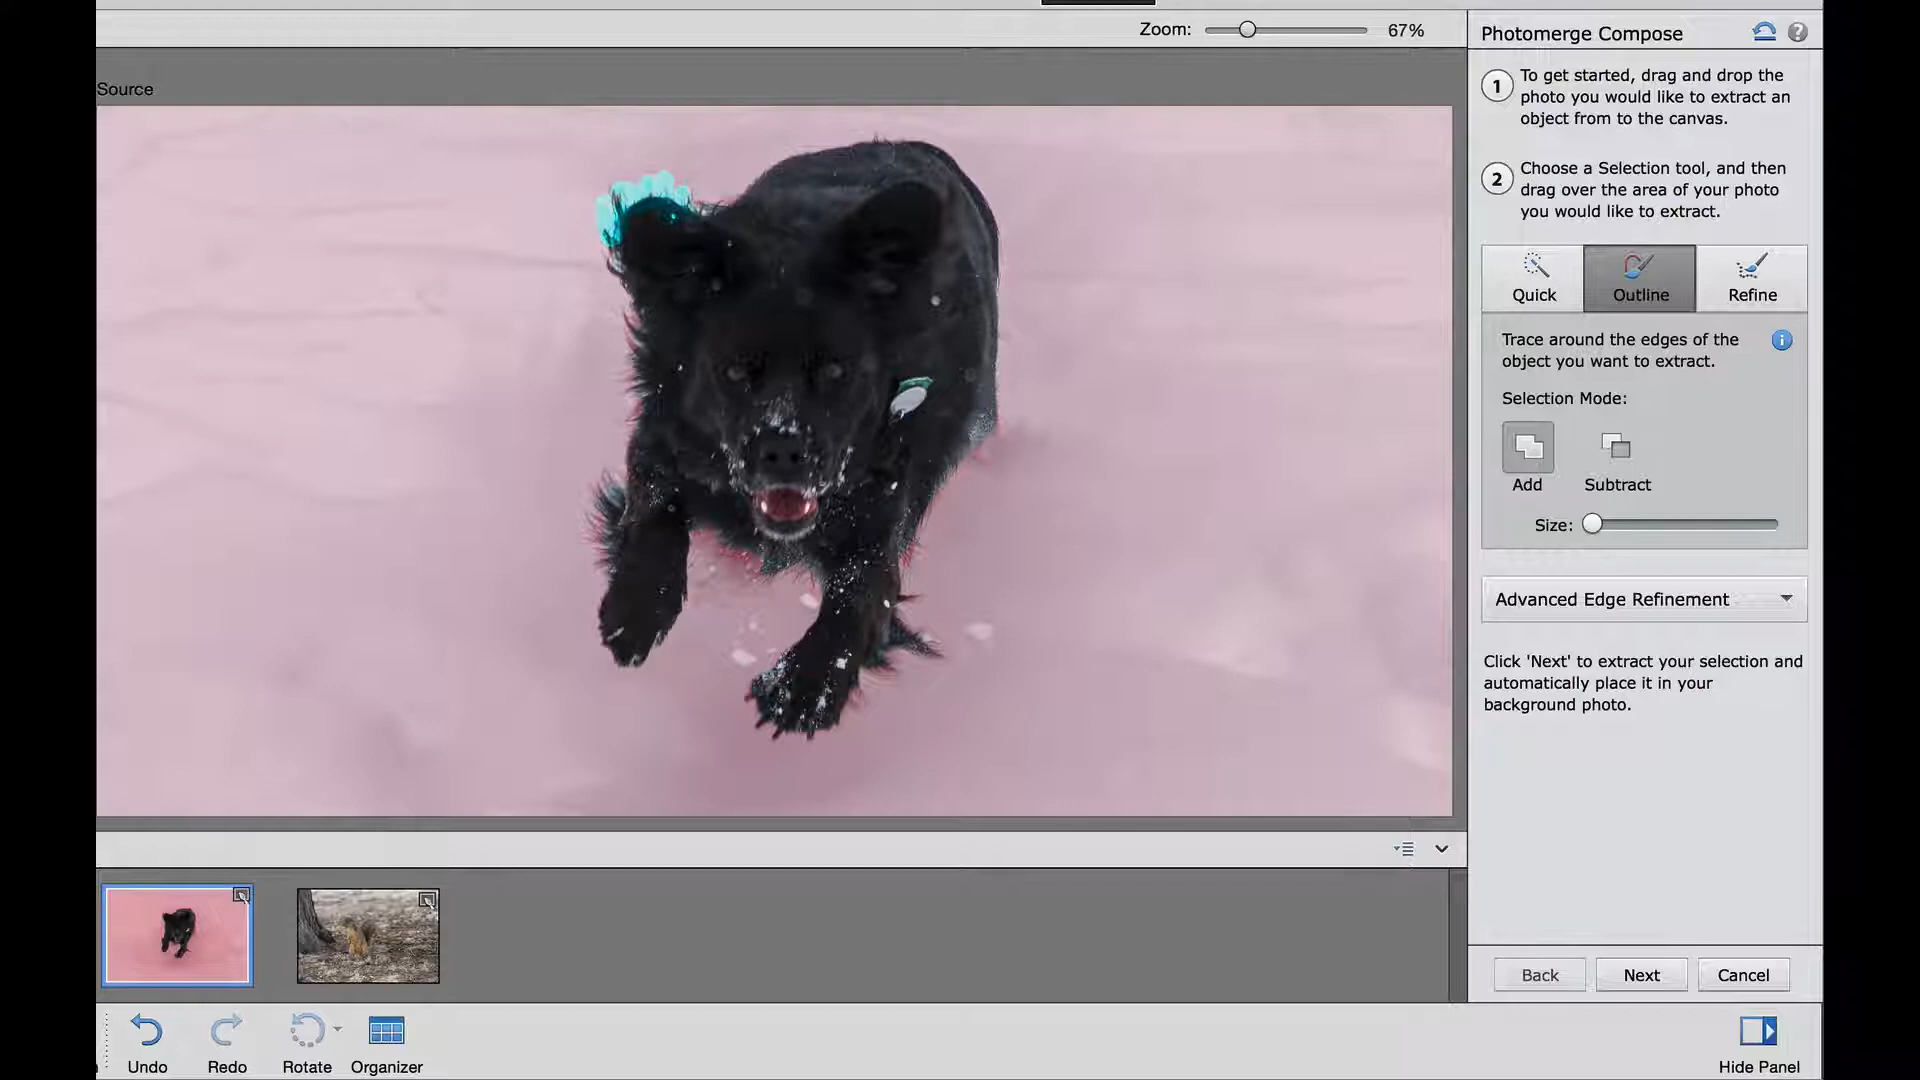 Zoom: 67%
Source
Photomerge Compose
?
1
To get started, drag and drop the
photo you would like to extract an
object from to the canvas.
2
Choose a Selection tool, and then
drag over the area of your photo
you would like to extract.
Quick
Outline
Refine
Trace around the edges of the
object you want to extract.
i
Selection Mode:
Add
Subtract
Size:
Advanced Edge Refinement
Click 'Next' to extract your selection and
automatically place it in your
background photo.
Back
Next
Cancel
Undo
Redo
Rotate
Organizer
Hide Panel